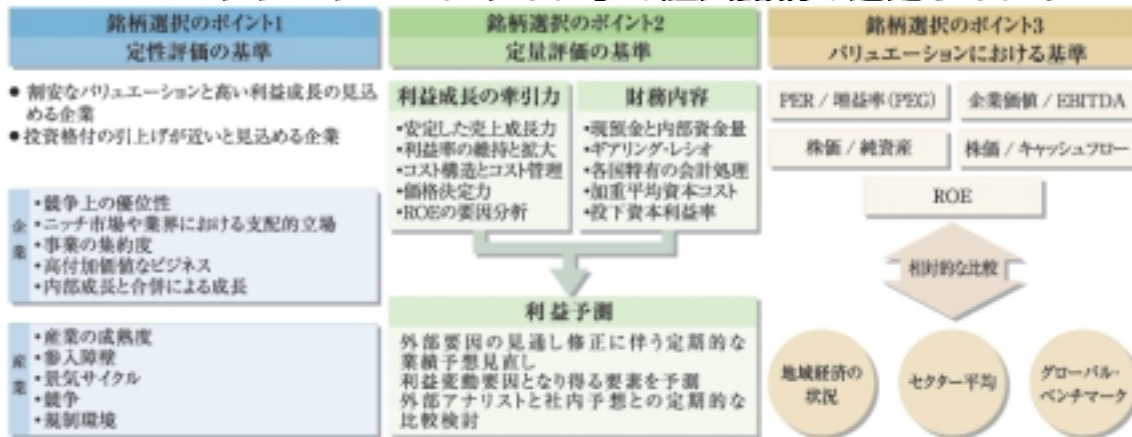 銘柄選択のポイント1
定性評価の基準
● 割安なバリュエーションと高い利益成長の見込
める企業
● 投資格付の引上げが近いと見込める企業
企業
・競争上の優位性
・ニッチ市場や業界における支配的立場
・事業の集約度
・高付加価値なビジネス
・内部成長と合併による成長
産業
・産業の成熟度
・参入障壁
・景気サイクル
・競争
・規制環境
銘柄選択のポイント2
定量評価の基準
利益成長の牽引力
・安定した売上成長力
・利益率の維持と拡大
・コスト構造とコスト管理
・価格決定力
・ROEの要因分析
財務内容
・現預金と内部資金量
・ギアリング・レシオ
・各国特有の会計処理
・加重平均資本コスト
・投下資本利益率
利益予測
外部要因の見通し修正に伴う定期的な
業績予想見直し
利益変動要因となり得る要素を予測
外部アナリストと社内予想との定期的な
比較検討
銘柄選択のポイント3
バリュエーションにおける基準
PER / 増益率(PEG)
企業価値 / EBITDA
株価 / 純資産
株価 / キャッシュフロー
ROE
相対的な比較
地域経済の
状況
セクター平均
グローバル・
ベンチマーク